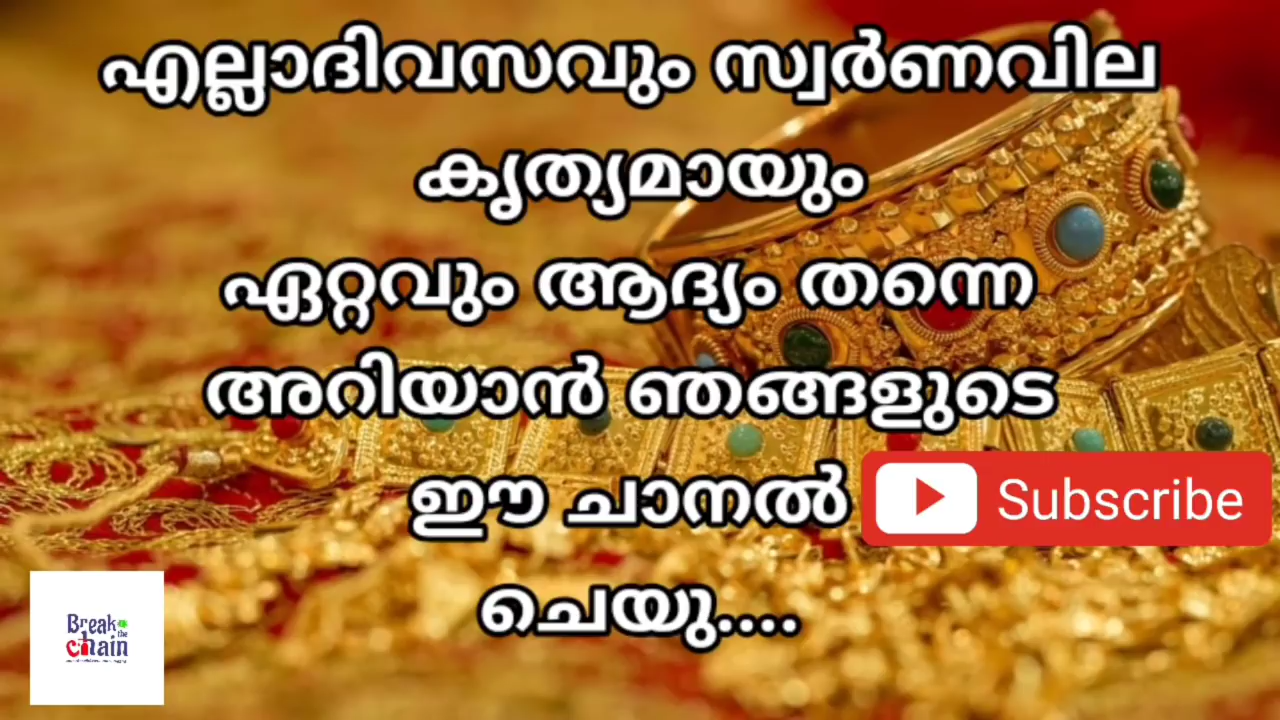 എല്ലാദിവസവും സ്വർണവില
കൃത്യമായും
ഏറ്റവും ആദ്യം തന്നെ
അറിയാൻ ഞങ്ങളുടെ
ഈ ചാനൽ Subscribe
ചെയു....
Break the
chain